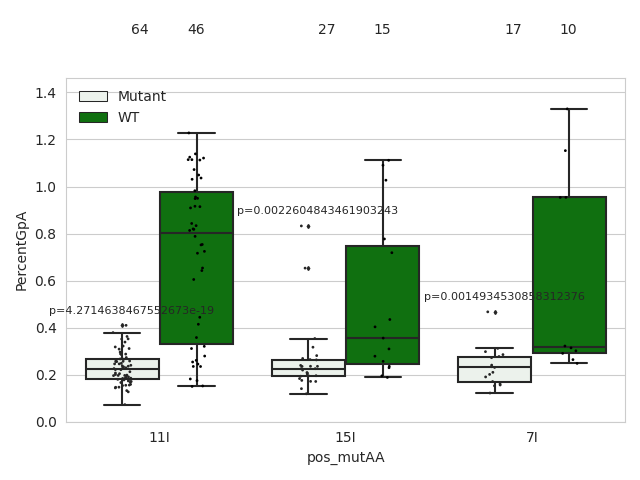 64 46 27 15 17 10
1.4
Mutant
WT
1.2
1.0
p=0.0022604843461903243
0.8
PercentGpA
0.6
p=0.0014934530858312376
p=4.2714638467552673e-19
0.4
0.2
0.0
11I 15I 7I
pos_mutAA